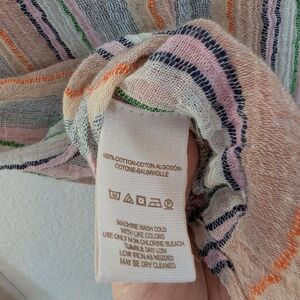 100%COTTON-COTON-ALGODÓN-
COTONE-BAUMWOLLE
MACHINE WASH COLD
WITH LIKE COLORS
USE ONLY NON CHLORINE BLEACH
TUMBLE DRY LOW
LOW IRON AS NEEDED
MAY BE DRY CLEANED